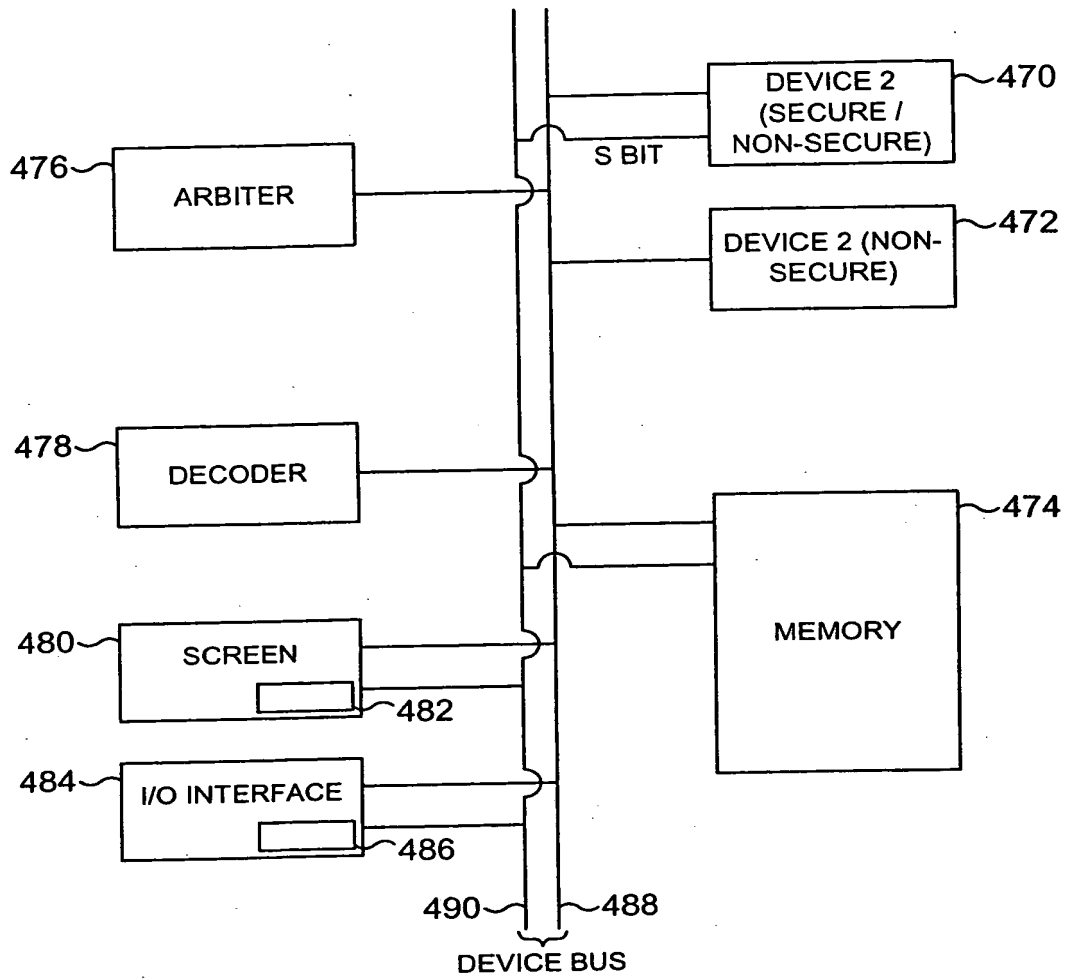 DEVICE 2
(SECURE /
NON-SECURE)
470
S BIT
476
ARBITER
DEVICE 2 (NON-
SECURE)
472
478
DECODER
474
MEMORY
480
SCREEN
482
484
I/O INTERFACE
486
490
488
DEVICE BUS